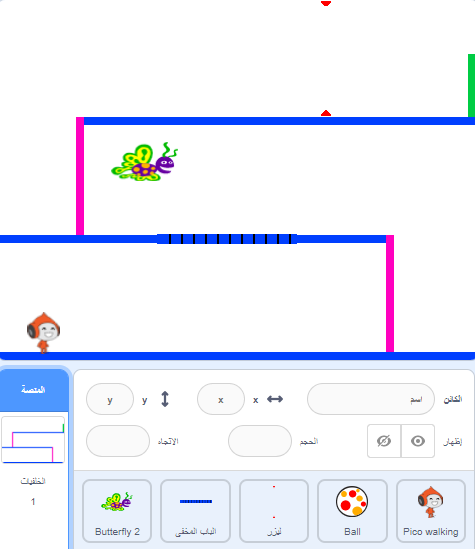 المنصة
الخلفيات
1
الكائن
اسم
x
x
y
y
إظهار
الحجم
الاتجاه
Butterfly 2
الباب المخفي
ليزر
Ball
Pico walking